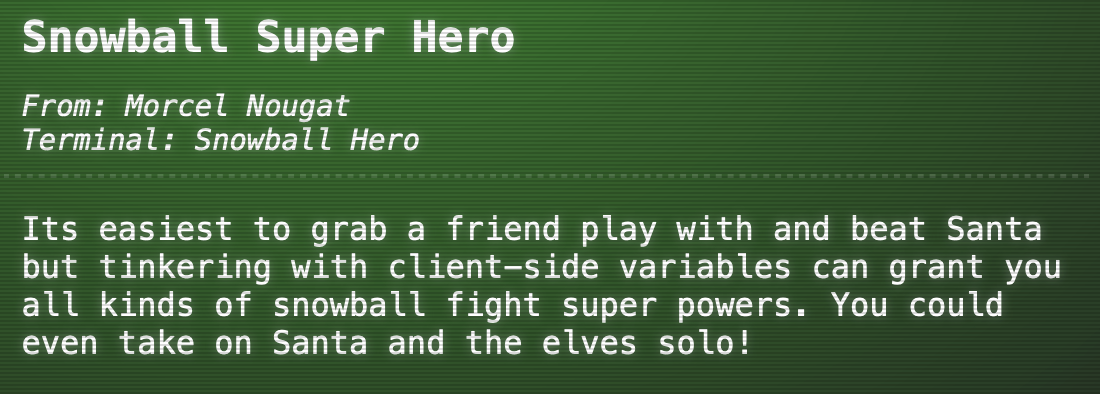 Snowball Super Hero
From: Morcel Nougat
Terminal: Snowball Hero
Its easiest to grab a friend play with and beat Santa
but tinkering with client-side variables can grant you
all kinds of snowball fight super powers. You could
even take on Santa and the elves solo!